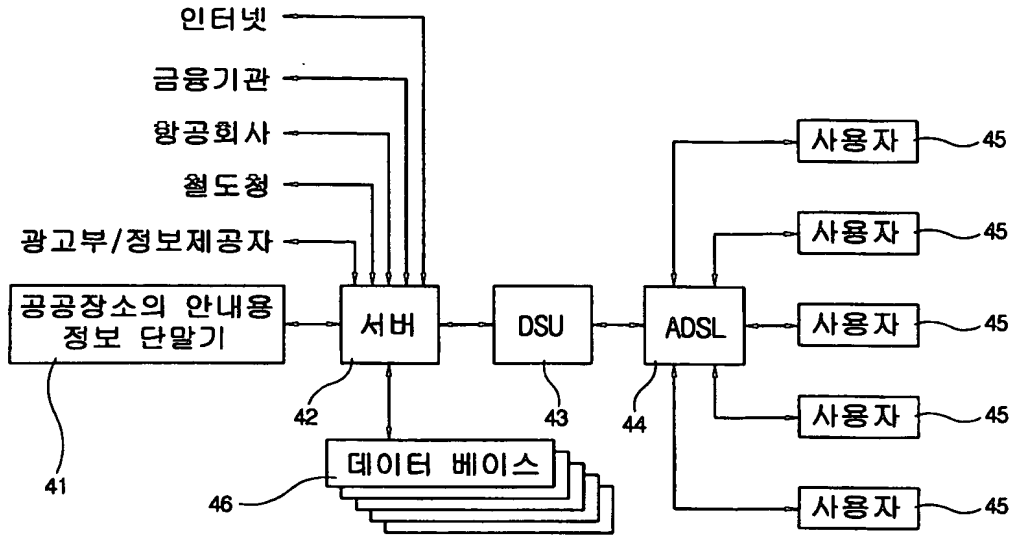 인터넷
금융기관
항공회사
철도청
광고부/정보제공자
공공장소의 안내용
정보 단말기
41
서버
42
DSU
43
ADSL
44
데이터 베이스
46
사용자
45
사용자
45
사용자
45
사용자
45
사용자
45